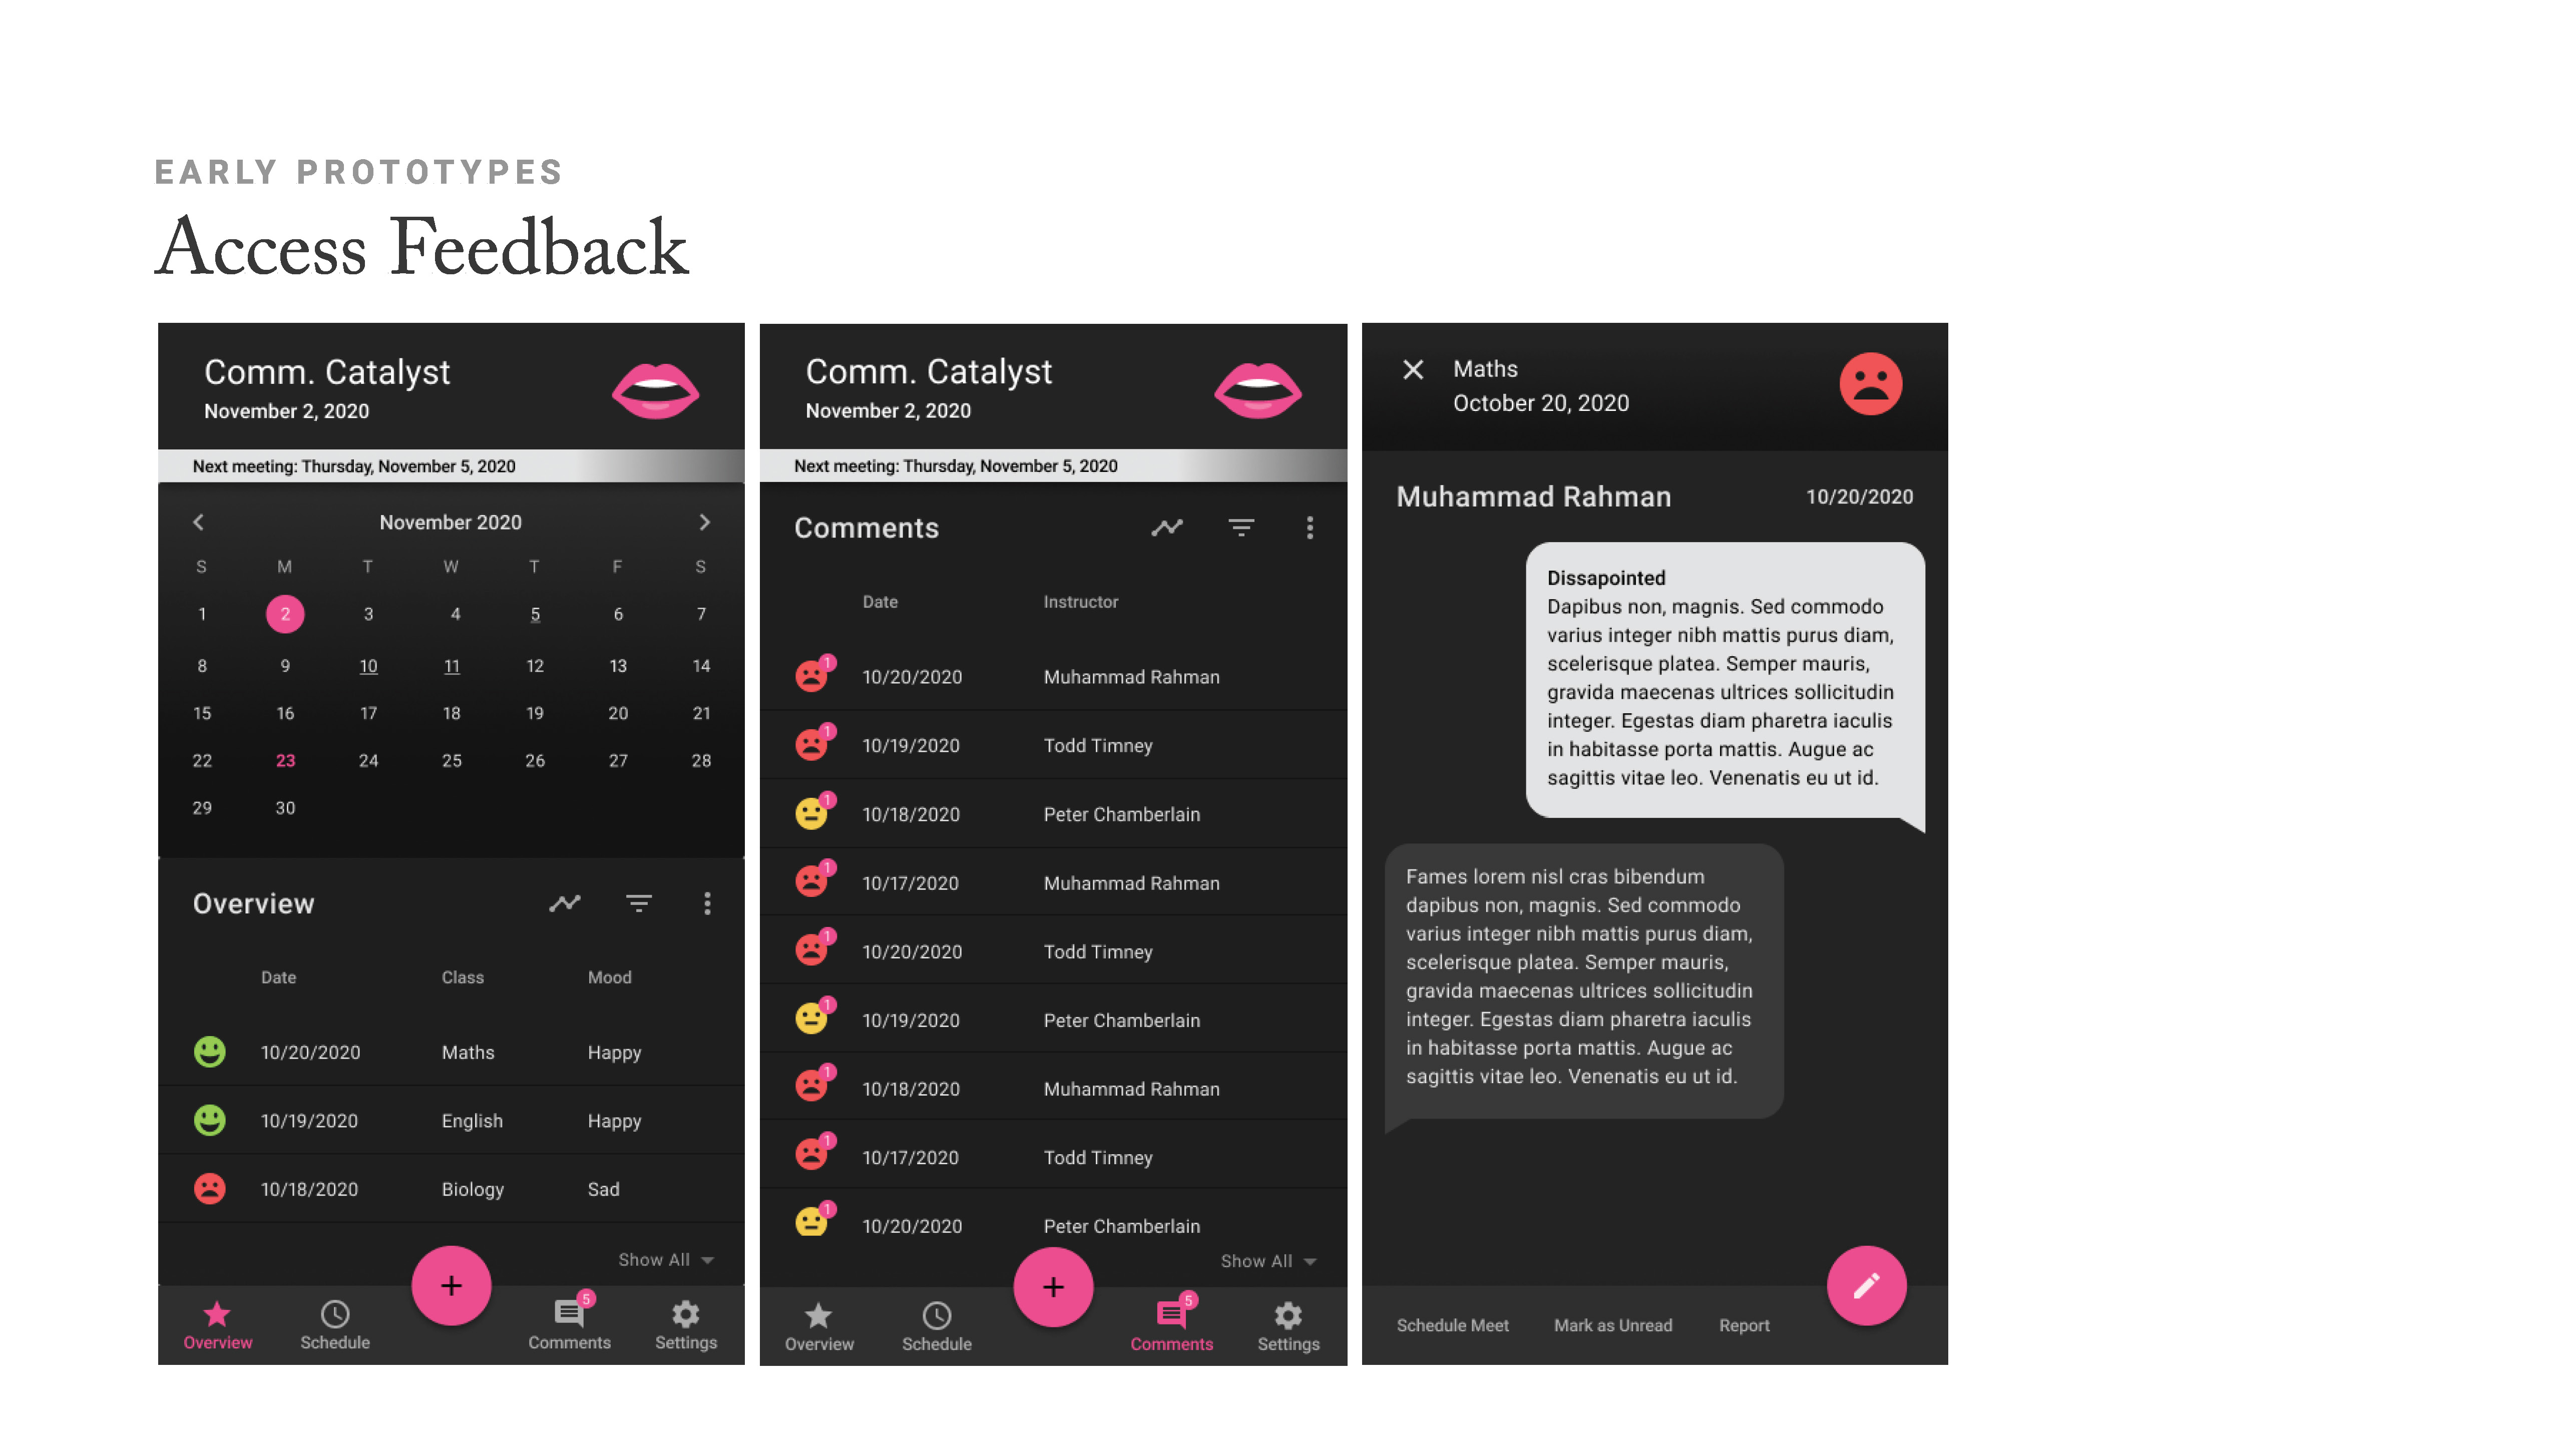 EARLY PROTOTYPES
Access Feedback
Comm. Catalyst
November 2, 2020
Next meeting: Thursday, November 5, 2020
November 2020
S M T W T F S
1 2 3 4 5 6 7
8 9 10 11 12 13 14
15 16 17 18 19 20 21
22 23 24 25 26 27 28
29 30
Overview
Date Class Mood
10/20/2020 Maths Happy
10/19/2020 English Happy
10/18/2020 Biology Sad
Show All
+
5
Overview Schedule Comments Settings
Comm. Catalyst
November 2, 2020
Next meeting: Thursday, November 5, 2020
Comments
Date Instructor
1 10/20/2020 Muhammad Rahman
1 10/19/2020 Todd Timney
1 10/18/2020 Peter Chamberlain
1 10/17/2020 Muhammad Rahman
1 10/20/2020 Todd Timney
1 10/19/2020 Peter Chamberlain
1 10/18/2020 Muhammad Rahman
1 10/17/2020 Todd Timney
1 10/20/2020 Peter Chamberlain
Show All
+
5
Overview Schedule Comments Settings
Maths
October 20, 2020
Muhammad Rahman 10/20/2020
Dissapointed
Dapibus non, magnis. Sed commodo
varius integer nibh mattis purus diam,
scelerisque platea. Semper mauris,
gravida maecenas ultrices sollicitudin
integer. Egestas diam pharetra iaculis
in habitasse porta mattis. Augue ac
sagittis vitae leo. Venenatis eu ut id.
Fames lorem nisl cras bibendum
dapibus non, magnis. Sed commodo
varius integer nibh mattis purus diam,
scelerisque platea. Semper mauris,
gravida maecenas ultrices sollicitudin
integer. Egestas diam pharetra iaculis
in habitasse porta mattis. Augue ac
sagittis vitae leo. Venenatis eu ut id.
Schedule Meet Mark as Unread Report